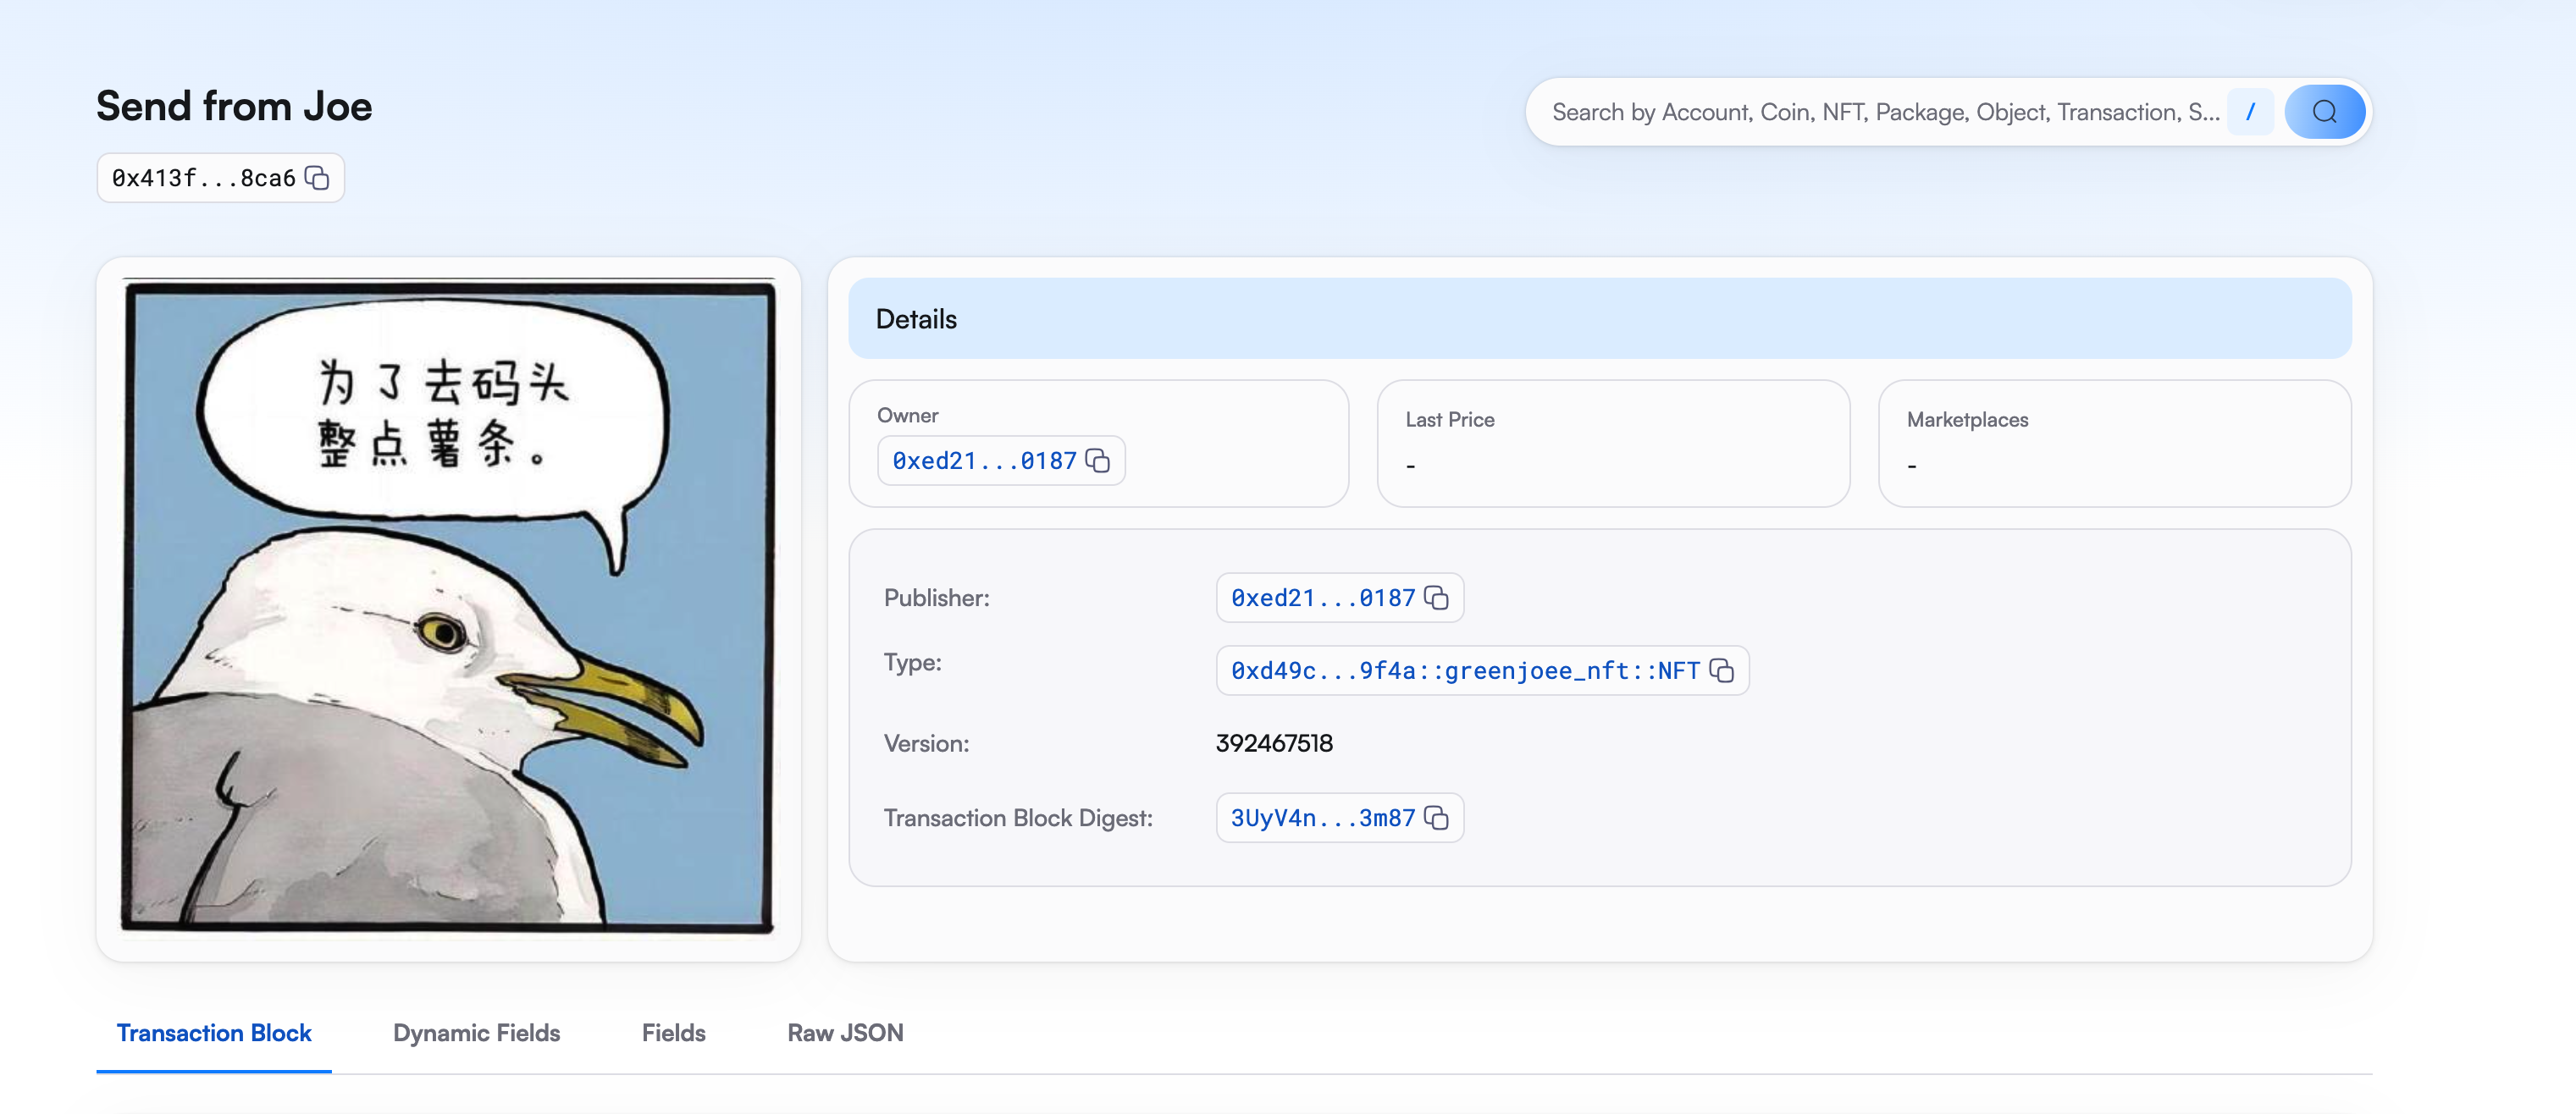 Send from Joe
Search by Account, Coin, NFT, Package, Object, Transaction, S...
/
0x413f...8ca6
为了去码头
整点薯条。
Details
Owner
0xed21...0187
Last Price
-
Marketplaces
-
Publisher:
0xed21...0187
Type:
0xd49c...9f4a::greenjoee_nft::NFT
Version:
392467518
Transaction Block Digest:
3UyV4n...3m87
Transaction Block
Dynamic Fields
Fields
Raw JSON